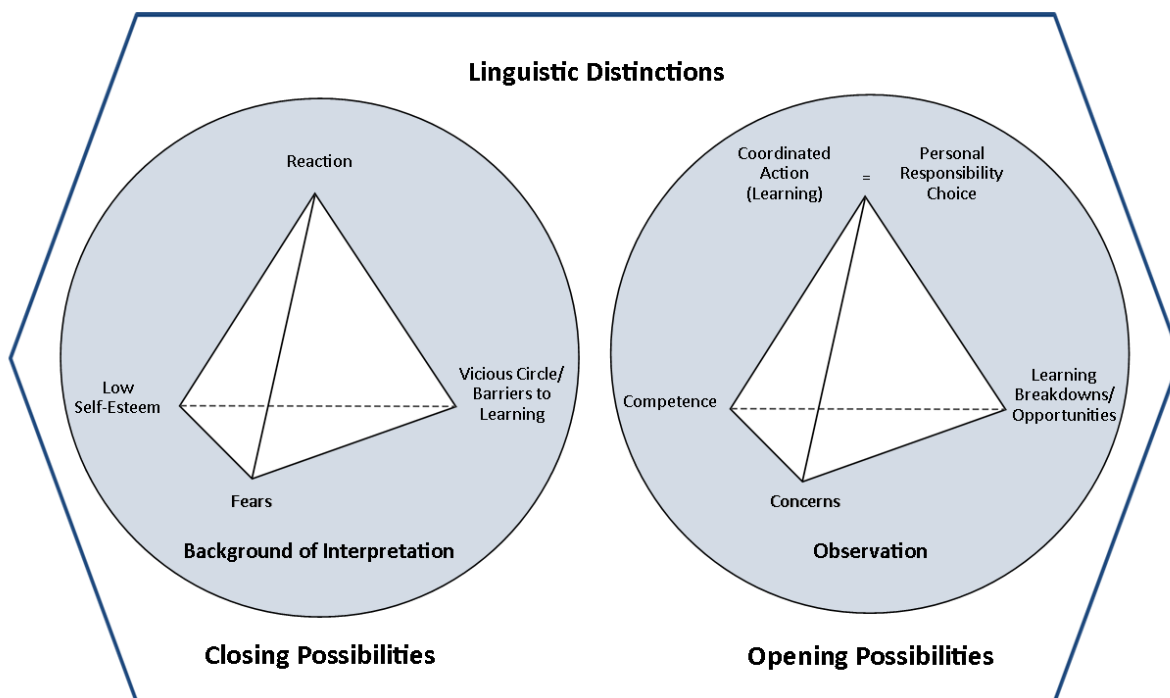 Linguistic Distinctions
Reaction
Low
Self-Esteem
Vicious Circle/
Barriers to
Learning
Fears
Background of Interpretation
Closing Possibilities
Coordinated
Action
(Learning)
=
Personal
Responsibility
Choice
Competence
Learning
Breakdowns/
Opportunities
Concerns
Observation
Opening Possibilities